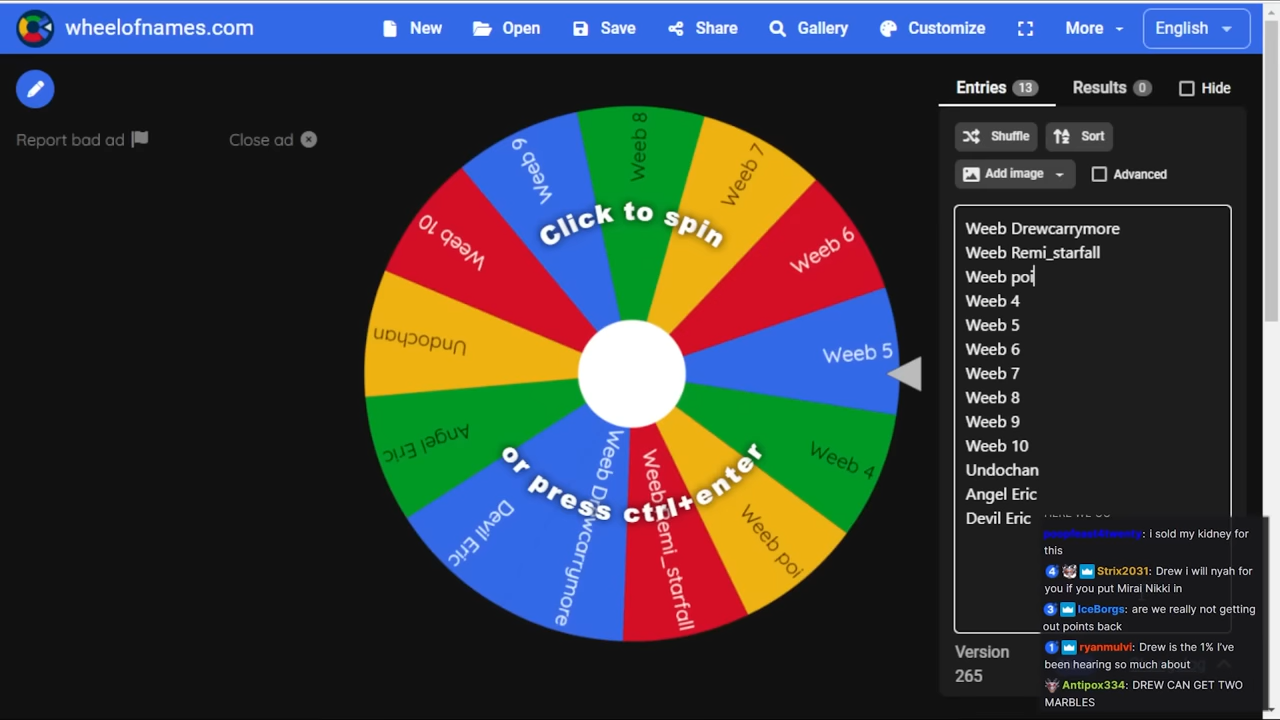 wheelofnames.com
New
Open
Save
Share
Gallery
Customize
More
English
Report bad ad
Close ad
Entries 13
Results 0
Hide
Shuffle
Sort
Add image
Advanced
Weeb Drewcarrymore
Weeb Remi_starfall
Weeb poi
Weeb 4
Weeb 5
Weeb 6
Weeb 7
Weeb 8
Weeb 9
Weeb 10
Undochan
Angel Eric
Devil Eric
Version
265
Weeb 8
Weeb 7
Weeb 6
Weeb 5
Weeb 4
Weeb poi
Weeb Remi_starfall
Weeb Drewcarrymore
Devil Eric
Angel Eric
Undochan
Weeb 10
Weeb 9
Click to spin
or press ctrl+enter
HERE WE GO
: i sold my kidney for
this
4 Strix2031: Drew i will nyah for
you if you put Mirai Nikki in
3 IceBorgs: are we really not getting
out points back
1 ryanmulvi: Drew is the 1% I've
been hearing so much about
Antipox334: DREW CAN GET TWO
MARBLES